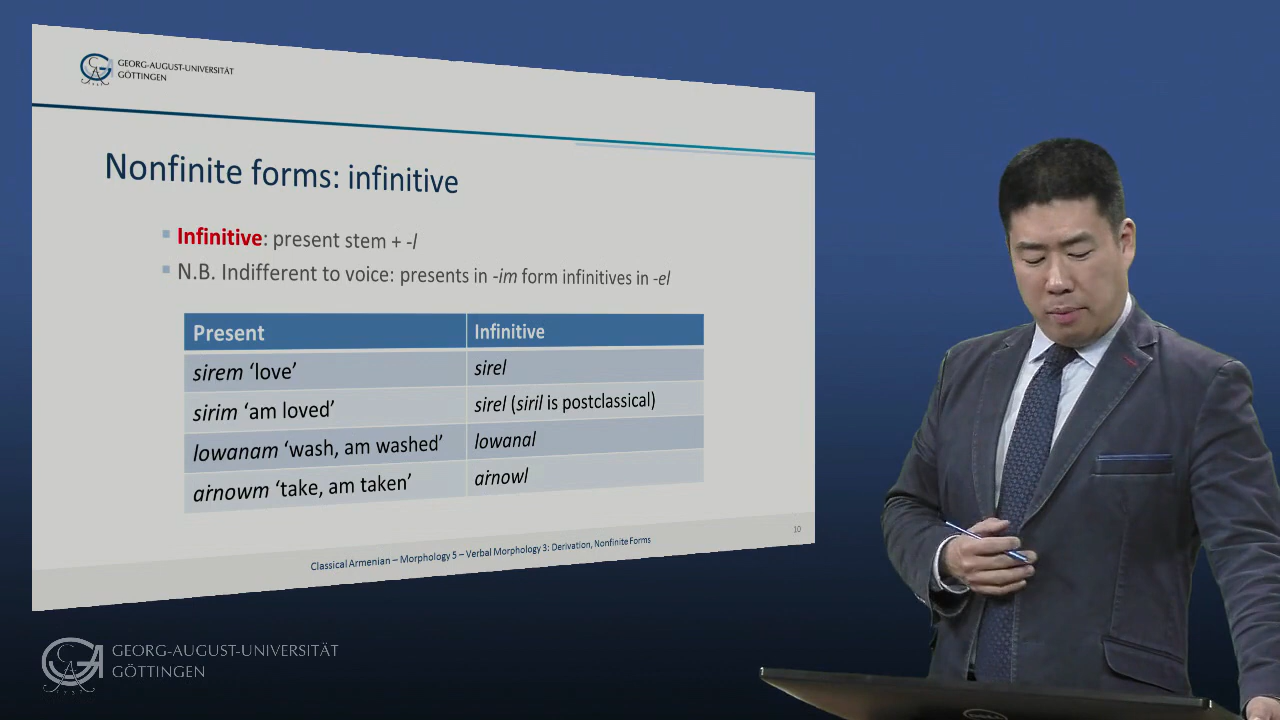 GEORG-AUGUST-UNIVERSITÄT
GÖTTINGEN
Nonfinite forms: infinitive
Infinitive: present stem + -l
N.B. Indifferent to voice: presents in -im form infinitives in -el
Present Infinitive
sirem ‘love’ sirel
sirim ‘am loved’ sirel (siril is postclassical)
lowanam ‘wash, am washed’ lowanal
aṙnowm ‘take, am taken’ aṙnowl
10
Classical Armenian – Morphology 5 – Verbal Morphology 3: Derivation, Nonfinite Forms
GEORG-AUGUST-UNIVERSITÄT
GÖTTINGEN